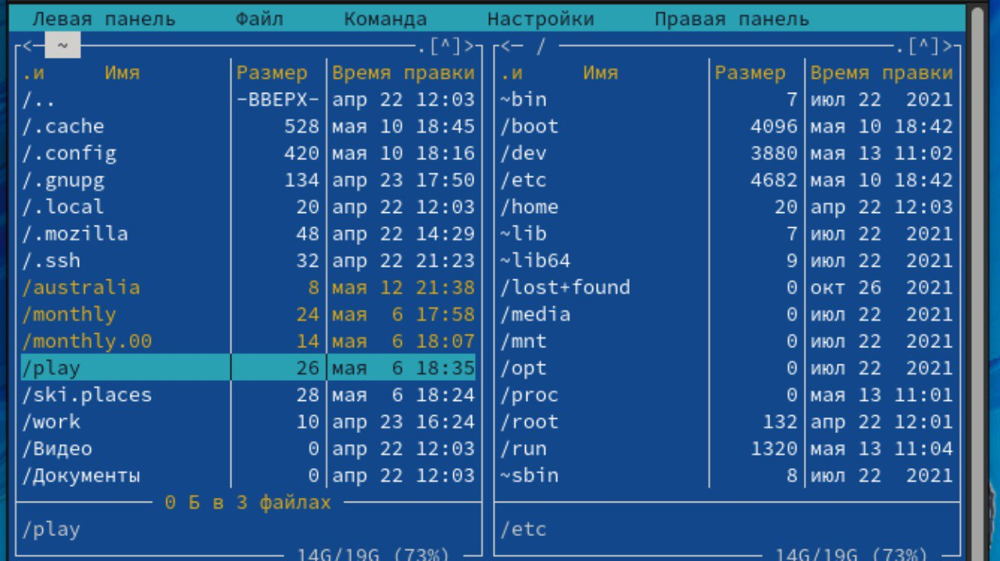 Левая панель Файл Команда Настройки Правая панель
<─ ~ .[^]>
.и Имя Размер Время правки
/.. -ВВЕРХ- апр 22 12:03
/.cache 528 мая 10 18:45
/.config 420 мая 10 18:16
/.gnupg 134 апр 23 17:50
/.local 20 апр 22 12:03
/.mozilla 48 апр 22 14:29
/.ssh 32 апр 22 21:23
/australia 8 мая 12 21:38
/monthly 24 мая 6 17:58
/monthly.00 14 мая 6 18:07
/play 26 мая 6 18:35
/ski.places 28 мая 6 18:24
/work 10 апр 23 16:24
/Видео 0 апр 22 12:03
/Документы 0 апр 22 12:03
0 Б в 3 файлах
/play
14G/19G (73%)
<─ / .[^]>
.и Имя Размер Время правки
~bin 7 июл 22 2021
/boot 4096 мая 10 18:42
/dev 3880 мая 13 11:02
/etc 4682 мая 10 18:42
/home 20 апр 22 12:03
~lib 7 июл 22 2021
~lib64 9 июл 22 2021
/lost+found 0 окт 26 2021
/media 0 июл 22 2021
/mnt 0 июл 22 2021
/opt 0 июл 22 2021
/proc 0 мая 13 11:01
/root 132 апр 22 12:01
/run 1320 мая 13 11:04
~sbin 8 июл 22 2021
/etc
14G/19G (73%)